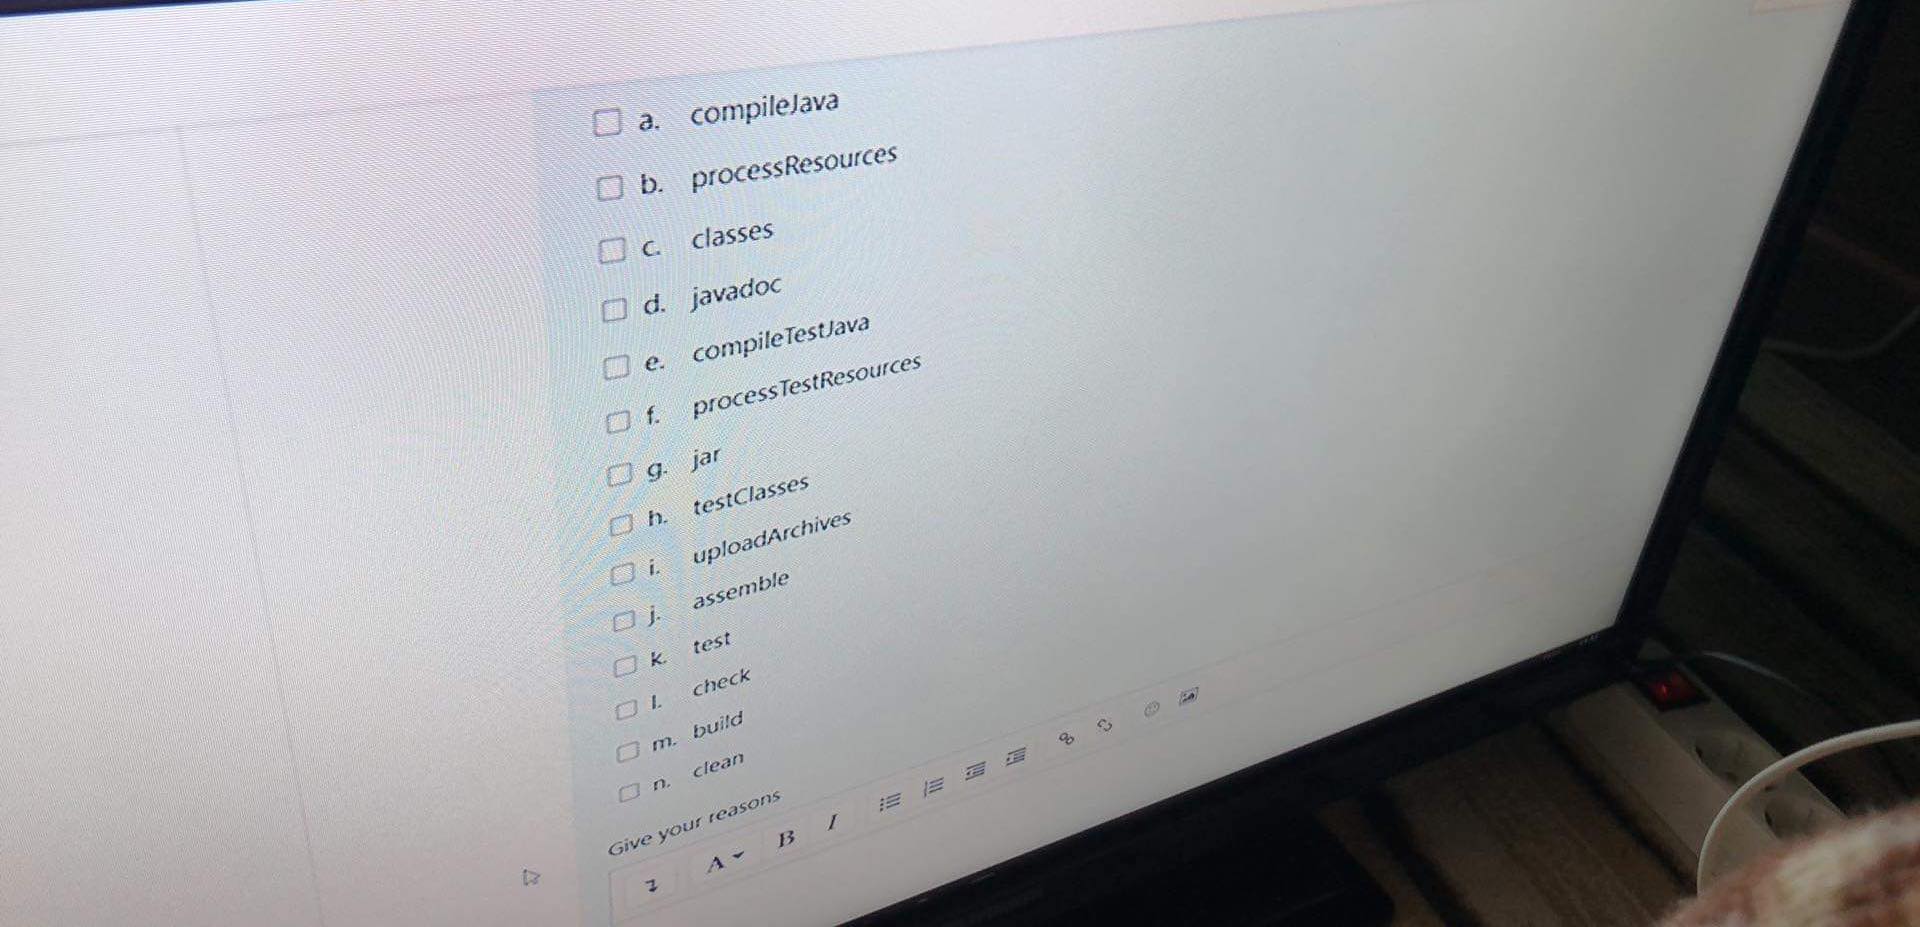 a. compileJava
b. processResources
c. classes
d. javadoc
e. compileTestJava
f. processTestResources
g. jar
h. testClasses
i. uploadArchives
j. assemble
k. test
l. check
m. build
n. clean
Give your reasons
A B I